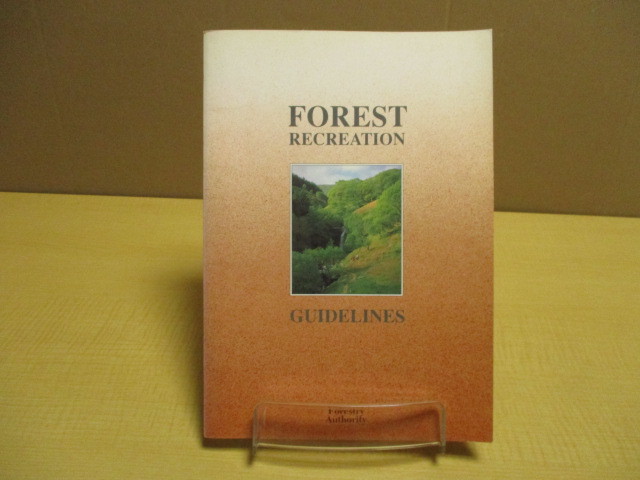 FOREST
RECREATION
GUIDELINES
Forestry
Authority